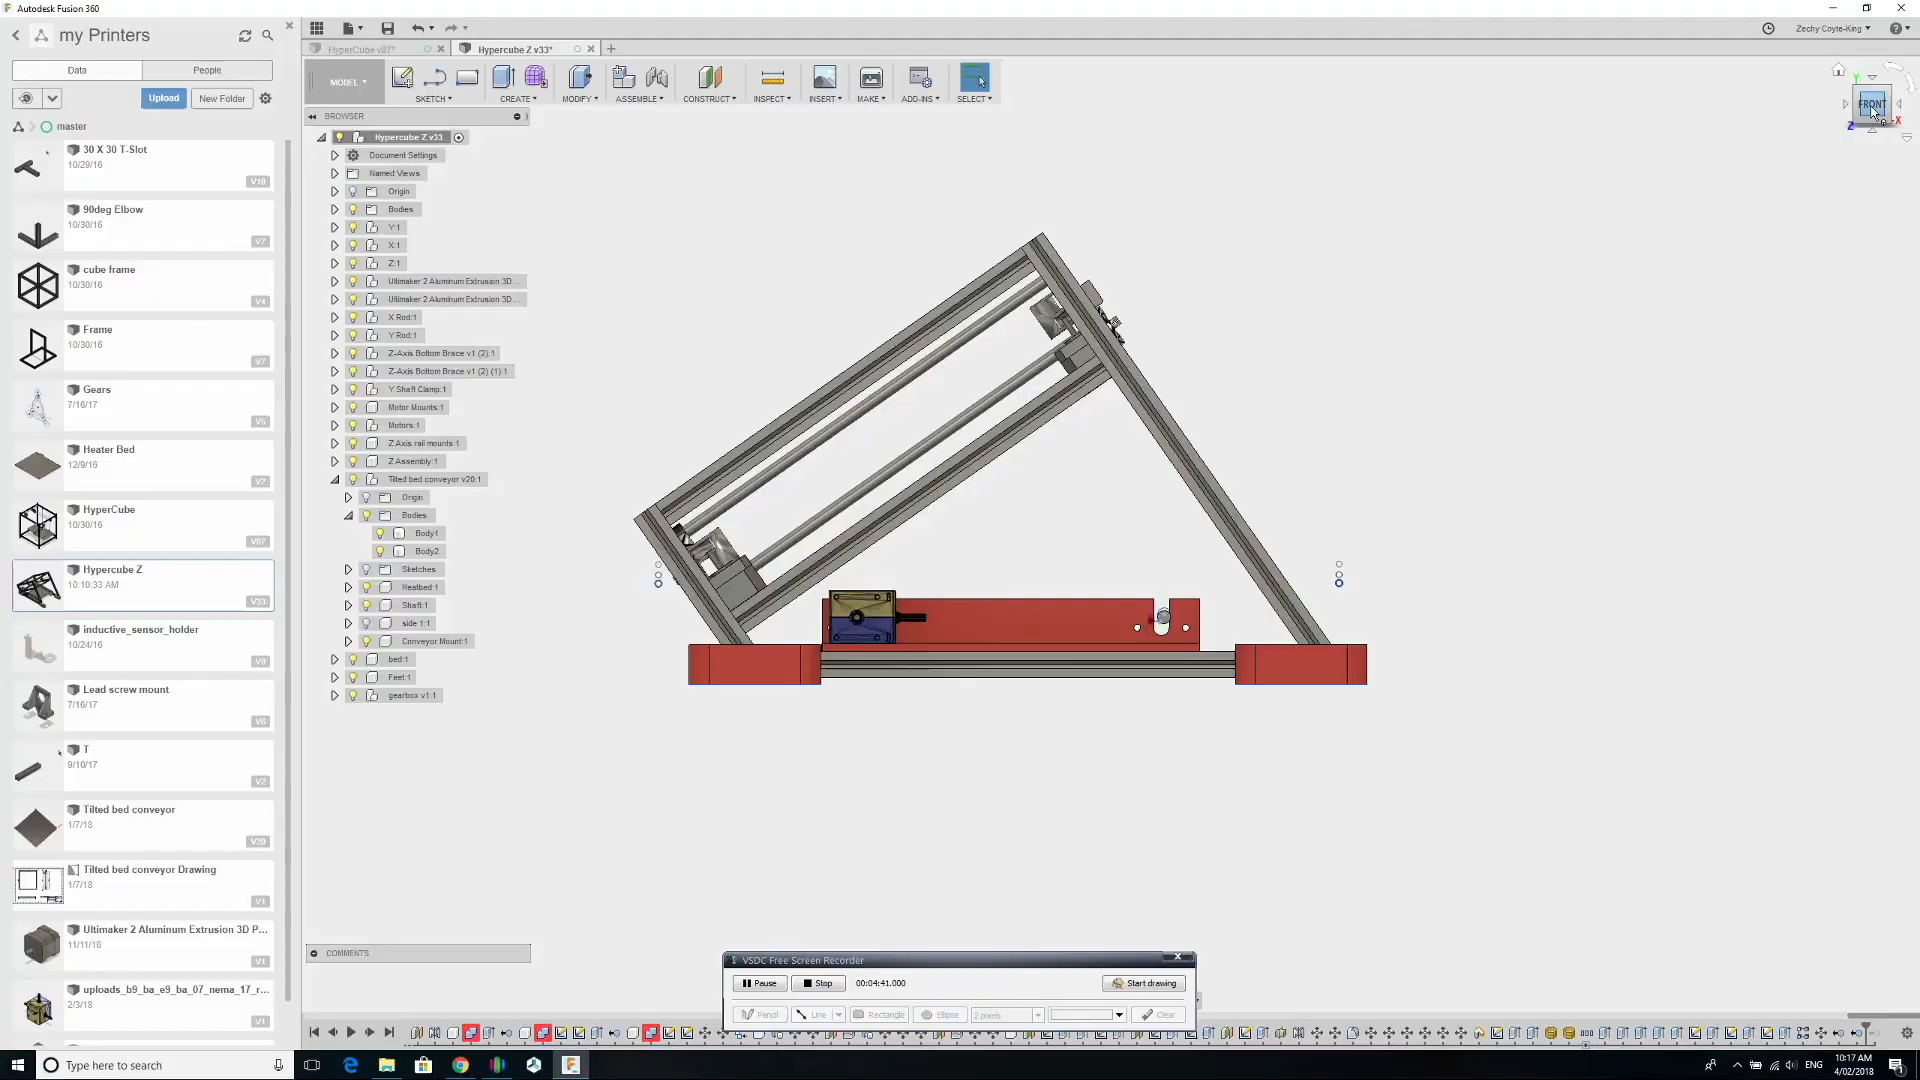 Autodesk Fusion 360
my Printers
Zechy Coyte-King
HyperCube v87*
Hypercube Z v33*
Data
People
MODEL
SKETCH
CREATE
MODIFY
ASSEMBLE
CONSTRUCT
INSPECT
INSERT
MAKE
ADD-INS
SELECT
Upload
New Folder
master
BROWSER
Hypercube Z v33
Document Settings
Named Views
Origin
Bodies
Y:1
X:1
Z:1
Ultimaker 2 Aluminum Extrusion 3D ...
Ultimaker 2 Aluminum Extrusion 3D ...
X Rod:1
Y Rod:1
Z-Axis Bottom Brace v1 (2):1
Z-Axis Bottom Brace v1 (2) (1):1
Y Shaft Clamp:1
Motor Mounts:1
Motors:1
Z Axis rail mounts:1
Z Assembly:1
Tilted bed conveyor v20:1
Origin
Bodies
Body1
Body2
Sketches
Heatbed:1
Shaft:1
side 1:1
Conveyor Mount:1
bed:1
Feet:1
gearbox v1:1
30 X 30 T-Slot
10/29/16
V10
90deg Elbow
10/30/16
V7
cube frame
10/30/16
V4
Frame
10/30/16
V7
Gears
7/16/17
V5
Heater Bed
12/9/16
V2
HyperCube
10/30/16
V87
Hypercube Z
10:10:33 AM
V33
inductive_sensor_holder
10/24/16
V9
Lead screw mount
7/16/17
V6
T
9/10/17
V2
Tilted bed conveyor
1/7/18
V20
Tilted bed conveyor Drawing
1/7/18
V1
Ultimaker 2 Aluminum Extrusion 3D P...
11/11/16
V1
uploads_b9_ba_e9_ba_07_nema_17_r...
2/3/18
V1
FRONT
Y
X
Z
COMMENTS
VSDC Free Screen Recorder
Pause
Stop
00:04:41.000
Start drawing
Pencil
Line
Rectangle
Ellipse
2 pixels
Clear
Type here to search
ENG
10:17 AM
4/02/2018